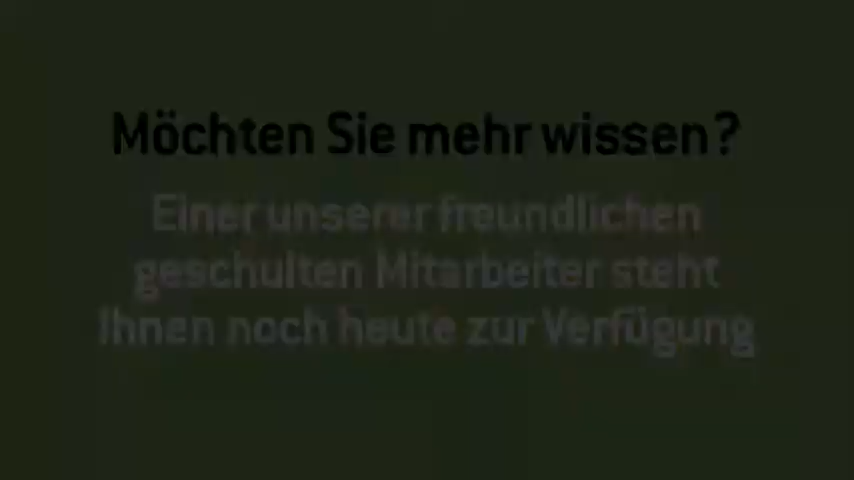 Möchten Sie mehr wissen?
Einer unserer freundlichen
geschulten Mitarbeiter steht
Ihnen noch heute zur Verfügung